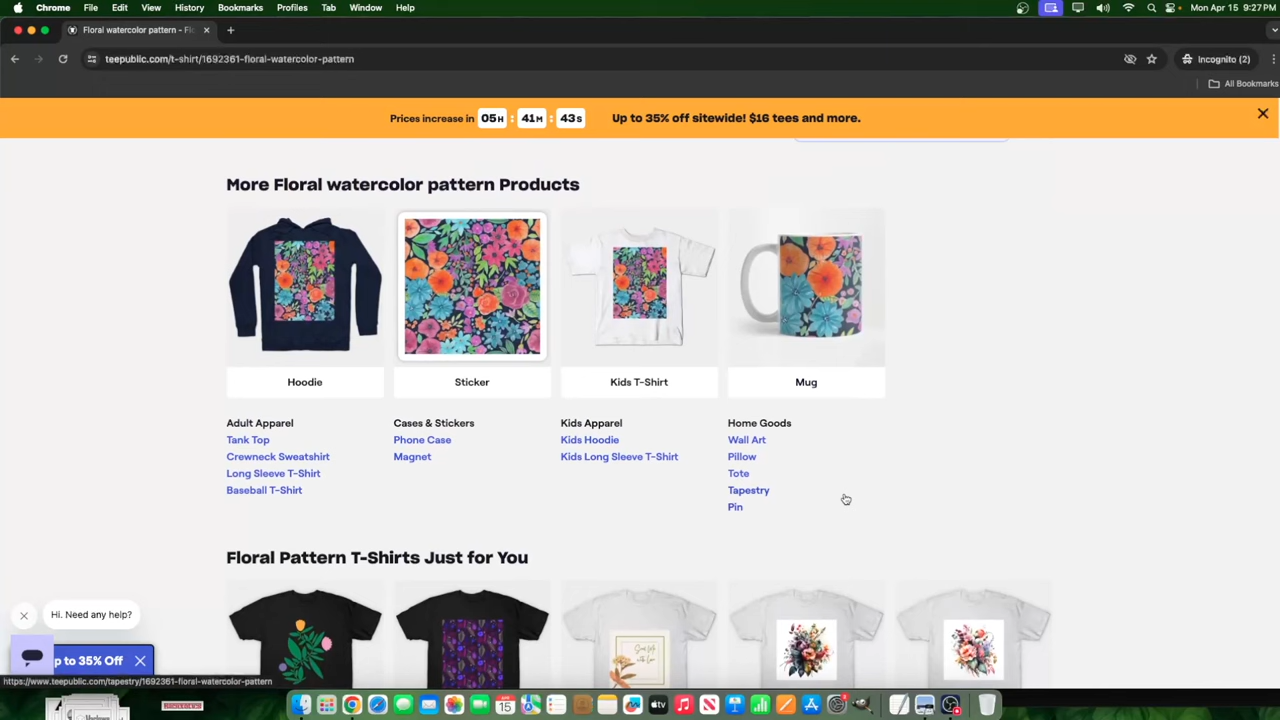 Chrome File Edit View History Bookmarks Profiles Tab Window Help
Mon Apr 15 9:27PM
Floral watercolor pattern - Flo
teepublic.com/t-shirt/1692361-floral-watercolor-pattern
Incognito (2)
All Bookmarks
Prices increase in 05H : 41M : 43S Up to 35% off sitewide! $16 tees and more.
More Floral watercolor pattern Products
Hoodie Sticker Kids T-Shirt Mug
Adult Apparel Cases & Stickers Kids Apparel Home Goods
Tank Top Phone Case Kids Hoodie Wall Art
Crewneck Sweatshirt Magnet Kids Long Sleeve T-Shirt Pillow
Long Sleeve T-Shirt Tote
Baseball T-Shirt Tapestry
Pin
Floral Pattern T-Shirts Just for You
Hi. Need any help?
p to 35% Off
https://www.teepublic.com/tapestry/1692361-floral-watercolor-pattern